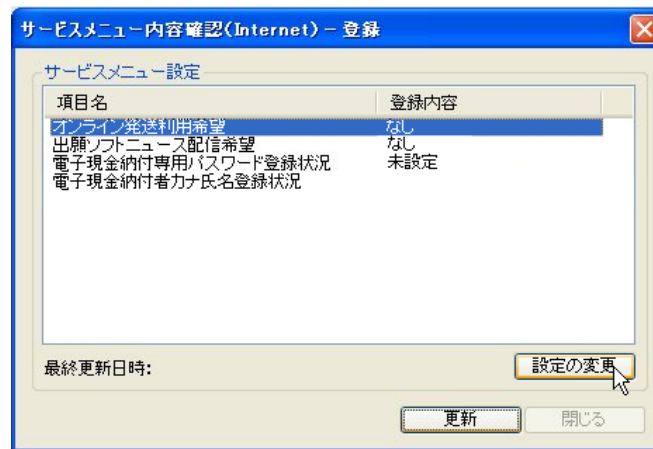 サービスメニュー内容確認(Internet) - 登録
サービスメニュー設定
項目名 登録内容
オンライン発送利用希望 なし
出願ソフトニュース配信希望 なし
電子現金納付専用パスワード登録状況 未設定
電子現金納付者カナ氏名登録状況
最終更新日時: 設定の変更
更新 閉じる